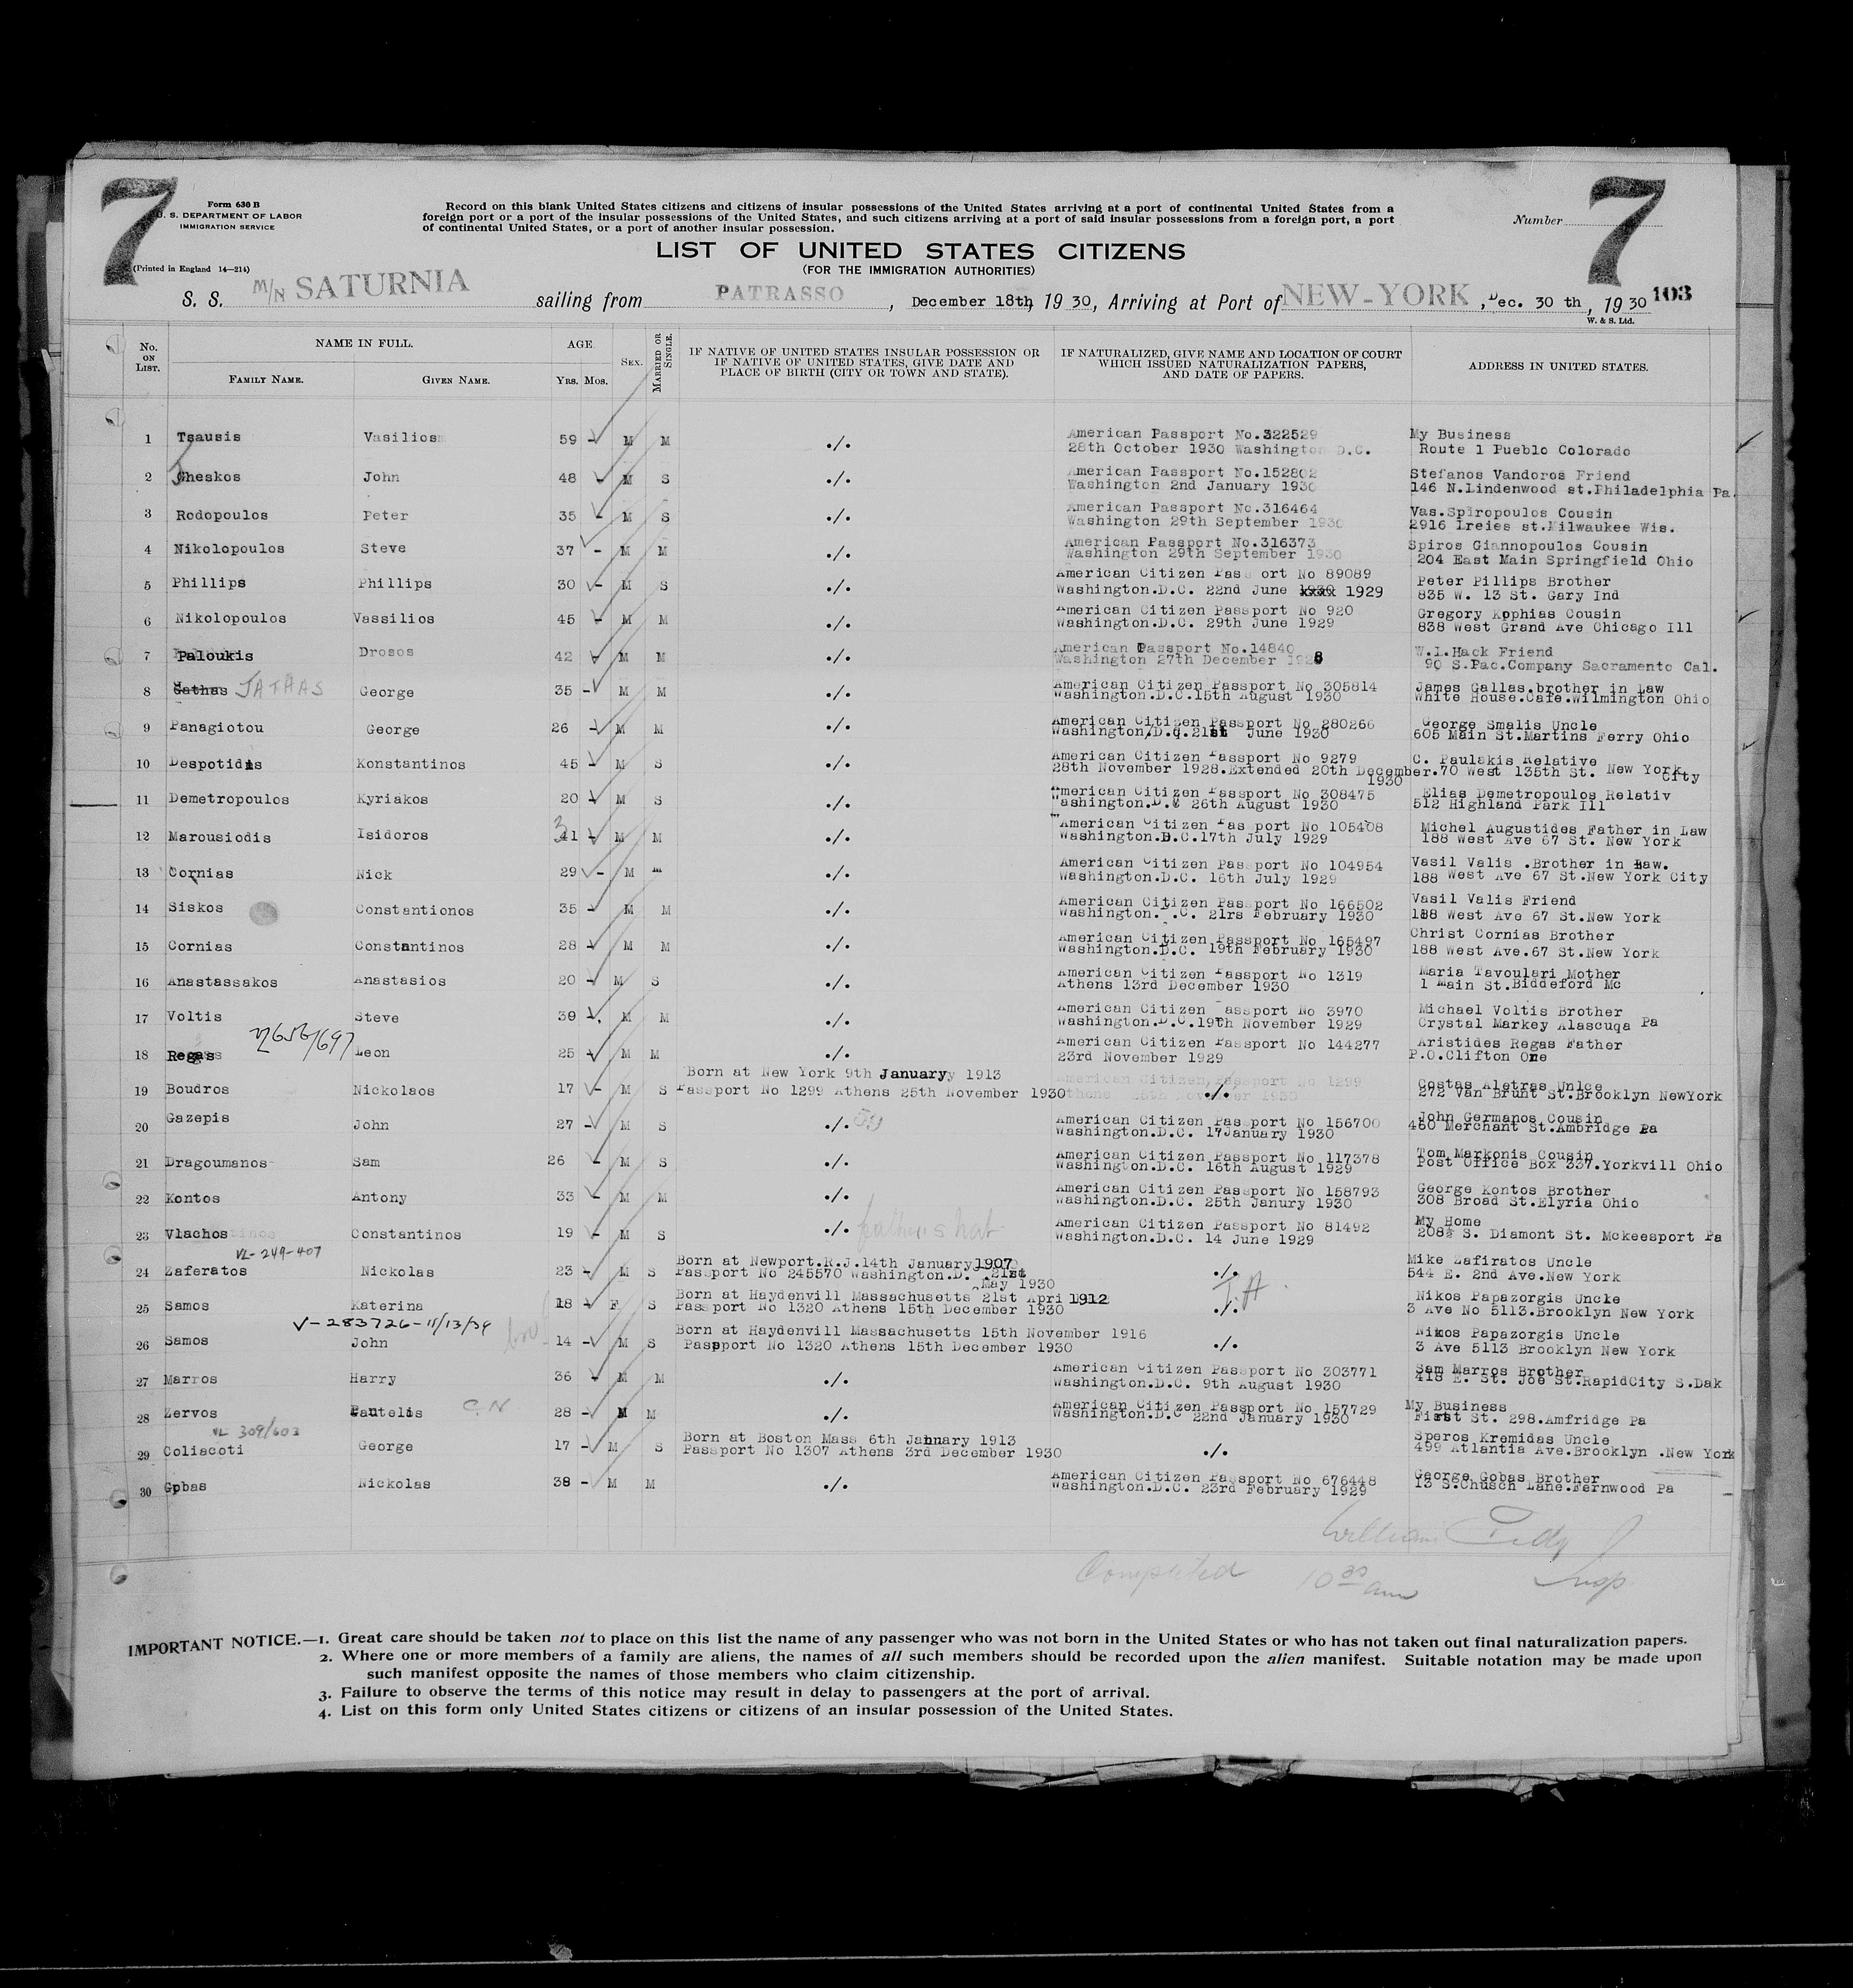 7
Form 630 B
U. S. DEPARTMENT OF LABOR
IMMIGRATION SERVICE
(Printed in England 14—214)
Record on this blank United States citizens and citizens of insular possessions of the United States arriving at a port of continental United States from a
foreign port or a port of the insular possessions of the United States, and such citizens arriving at a port of said insular possessions from a foreign port, a port
of continental United States, or a port of another insular possession.
Number
7
LIST OF UNITED STATES CITIZENS
(FOR THE IMMIGRATION AUTHORITIES)
S. S. M/N SATURNIA sailing from PATRASSO, December 18th, 19 30, Arriving at Port of NEW-YORK, Dec. 30 th, 19 30 103
W. & S. Ltd.
No. ON LIST.
NAME IN FULL.
FAMILY NAME. GIVEN NAME.
AGE
YRS. MOS.
SEX.
MARRIED OR SINGLE.
IF NATIVE OF UNITED STATES INSULAR POSSESSION OR
IF NATIVE OF UNITED STATES, GIVE DATE AND
PLACE OF BIRTH (CITY OR TOWN AND STATE).
IF NATURALIZED, GIVE NAME AND LOCATION OF COURT
WHICH ISSUED NATURALIZATION PAPERS,
AND DATE OF PAPERS.
ADDRESS IN UNITED STATES.
1 Tsausis Vasilios 59 - M M ./. American Passport No.322529 My Business
28th October 1930 Washington D.C. Route 1 Pueblo Colorado
2 Gheskos John 48 - M S ./. American Passport No.152802 Stefanos Vandoros Friend
Washington 2nd January 1930 146 N.Lindenwood st.Philadelphia Pa.
3 Rodopoulos Peter 35 - M S ./. American Passport No.316464 Vas.Spiropoulos Cousin
Washington 29th September 1930 2916 Ireies st.Milwaukee Wis.
4 Nikolopoulos Steve 37 - M M ./. American Passport No.316373 Spiros Giannopoulos Cousin
Washington 29th September 1930 204 East Main Springfield Ohio
5 Phillips Phillips 30 - M S ./. American Citizen Pass ort No 89089 Peter Pillips Brother
Washington.D.C. 22nd June 1929 835 W. 13 St. Gary Ind
6 Nikolopoulos Vassilios 45 - M M ./. American Citizen Passport No 920 Gregory Kophias Cousin
Washington.D.C. 29th June 1929 838 West Grand Ave Chicago Ill
7 Paloukis Drosos 42 - M M ./. American Passport No.14840 W.I.Hack Friend
Washington 27th December 1928 90 S.Pac.Company Sacramento Cal.
8 Gathas JATHAS George 35 - M M ./. American Citizen Passport No 305814 James Gallas.brother in Law
Washington.D.C.15th August 1930 White House.Cafe.Wilmington Ohio
9 Panagiotou George 26 - M M ./. American Citizen Passport No 280266 George Smalis Uncle
Washington/D.q.21st June 1930 605 Main St.Martins Ferry Ohio
10 Despotidis Konstantinos 45 - M S ./. American Citizen Passport No 9279 C. Paulakis Relative
28th November 1928.Extended 20th December. 1930 70 West 135th St. New York City
11 Demetropoulos Kyriakos 20 - M S ./. American Citizen Passport No 308475 Elias Demetropoulos Relativ
Washington.D.C 26th August 1930 512 Highland Park Ill
12 Marousiodis Isidoros 41 3 - M M ./. American Citizen Pas port No 105408 Michel Augustides Father in Law
Washington.D.C.17th July 1929 188 West Ave 67 St. New York
13 Cornias Nick 29 - M M ./. American Citizen Passport No 104954 Vasil Valis .Brother in Law.
Washington.D.C. 16th July 1929 188 West Ave 67 St.New York City
14 Siskos Constantionos 35 - M M ./. American Citizen Passport No 166502 Vasil Valis Friend
Washington. .C. 21rs February 1930 188 West Ave 67 St.New York
15 Cornias Constantinos 28 - M M ./. American Citizen Passport No 165497 Christ Cornias Brother
Washington.D.C. 19th February 1930 188 West Ave.67 St.New York
16 Anastassakos Anastasios 20 - M S ./. American Citizen Passport No 1319 Maria Tavoulari Mother
Athens 13rd December 1930 1 Main St.Biddeford Mc
17 Voltis Steve 39 - M M ./. American Citizen Passport No 3970 Michael Voltis Brother
Washington.D.C.19th November 1929 Crystal Markey Alascuqa Pa
18 Regas Leon 25 - M M ./. American Citizen Passport No 144277 Aristides Regas Father
23rd November 1929 P.O.Clifton One
19 Boudros Nickolaos 17 - M S Born at New York 9th January 1913 ./. Costas Aletras Unlce
Passport No 1299 Athens 25th November 1930 272 Van Brunt St.Brooklyn NewYork
20 Gazepis John 27 - M S ./. American Citizen Pas port No 156700 John Germanos Cousin
Washington.D.C. 17January 1930 460 Merchant St.Ambridge Pa
21 Dragoumanos Sam 26 - M S ./. American Citizen Passport No 117378 Tom Markonis Cousin
Washington.D.C. 16th August 1929 Post Office Box 337.Yorkvill Ohio
22 Kontos Antony 33 - M M ./. American Citizen Passport No 158793 George Kontos Brother
Washington.D.C. 25th Janury 1930 308 Broad St.Elyria Ohio
23 Vlachos Constantinos 19 - M S ./. American Citizen Passport No 81492 My Home
Washington.D.C. 14 June 1929 208½ S. Diamont St. Mckeesport Pa
VL-249-407
24 Zaferatos Nickolas 23 - M S Born at Newport.R.J.14th January 1907 ./. Mike Zafiratos Uncle
Passport No 245570 Washington.D. .21st May 1930 544 E. 2nd Ave.New York
25 Samos Katerina 18 - F S Born at Haydenvill Massachusetts 21st Apri 1912 ./. Nikos Papazorgis Uncle
Passport No 1320 Athens 15th December 1930 3 Ave No 5113.Brooklyn New York
V-283726-11/13/39
26 Samos John 14 - M S Born at Haydenvill Massachusetts 15th November 1916 ./. Nikos Papazorgis Uncle
Passport No 1320 Athens 15th December 1930 3 Ave 5113 Brooklyn New York
27 Marros Harry 36 - M M ./. American Citizen Passport No 303771 Sam Marros Brother
Washington.D.C. 9th August 1930 418 E. St. Joe St.RapidCity S.Dak
28 Zervos Pantelis C.N 28 - M M ./. American Citizen Passport No 157729 My Business
Washington.D.C 22nd January 1930 First St. 298.Amfridge Pa
VL 309/603
29 Coliacoti George 17 - M S Born at Boston Mass 6th January 1913 ./. Speros Kremidas Uncle
Passport No 1307 Athens 3rd December 1930 499 Atlantia Ave.Brooklyn .New York
30 Gobas Nickolas 38 - M M ./. American Citizen Passport No 676448 George Gobas Brother
Washington.D.C. 23rd February 1929 13 S.Chusch Lane.Fernwood Pa
William
Completed 10 30 am Insp
IMPORTANT NOTICE.—1. Great care should be taken not to place on this list the name of any passenger who was not born in the United States or who has not taken out final naturalization papers.
2. Where one or more members of a family are aliens, the names of all such members should be recorded upon the alien manifest. Suitable notation may be made upon
such manifest opposite the names of those members who claim citizenship.
3. Failure to observe the terms of this notice may result in delay to passengers at the port of arrival.
4. List on this form only United States citizens or citizens of an insular possession of the United States.